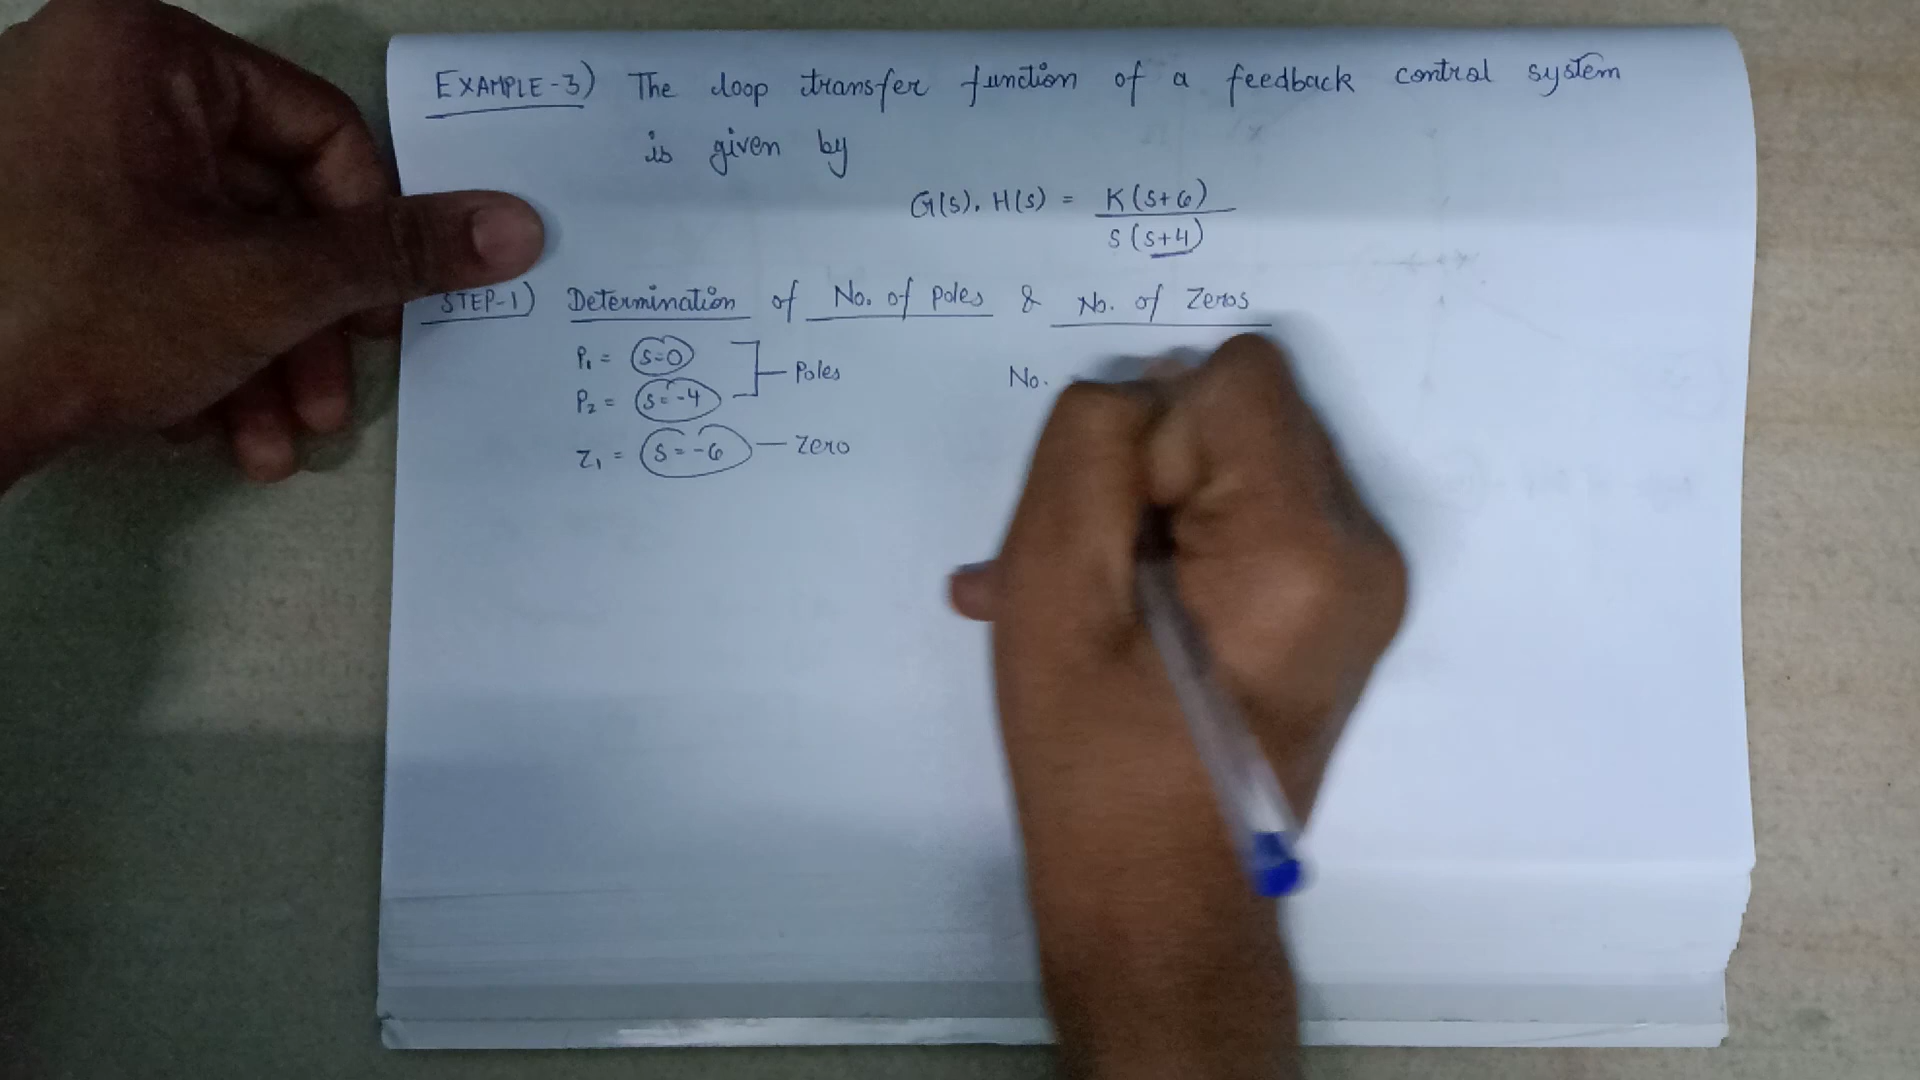 EXAMPLE-3) The loop transfer function of a feedback control system
is given by
G(s). H(s) = K(s+6)
s(s+4)
STEP-1) Determination of No. of poles & No. of Zeros
P₁ = s=0
Poles
P₂ = s=-4
Z₁ = s=-6 — Zero
No.